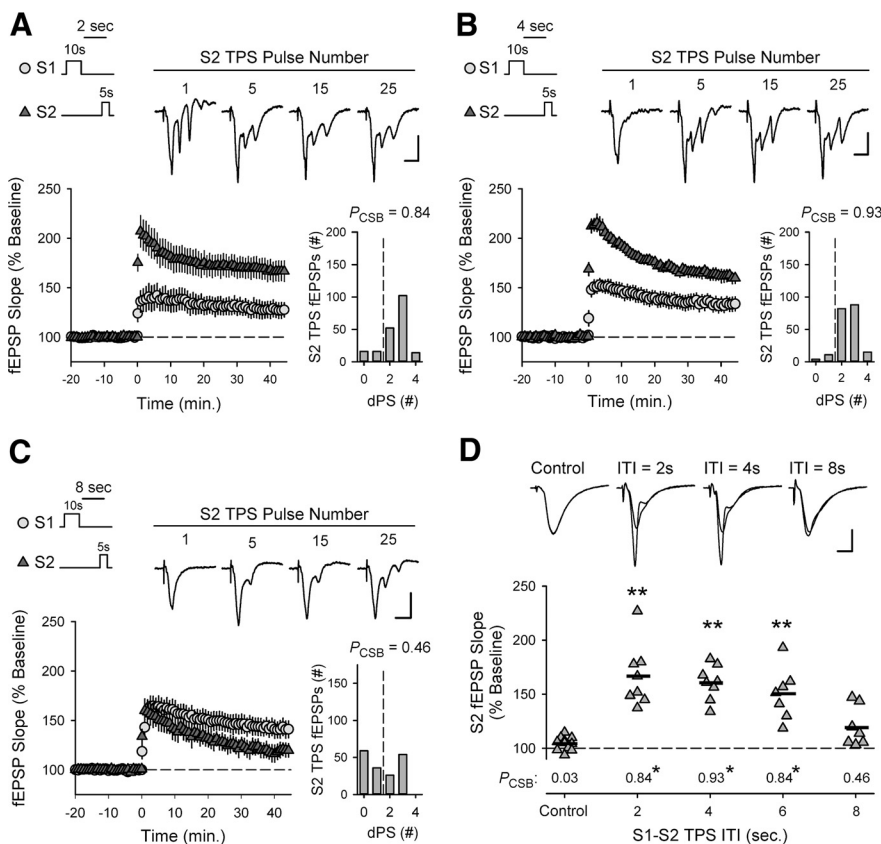 A
2 sec
10s
S1
S2
5s
S2 TPS Pulse Number
1 5 15 25
fEPSP Slope (% Baseline)
250
200
150
100
-20 -10 0 10 20 30 40
Time (min.)
PCSB = 0.84
S2 TPS fEPSPs (#)
200
150
100
50
0
0 2 4
dPS (#)
B
4 sec
10s
S1
S2
5s
S2 TPS Pulse Number
1 5 15 25
fEPSP Slope (% Baseline)
250
200
150
100
-20 -10 0 10 20 30 40
Time (min.)
PCSB = 0.93
S2 TPS fEPSPs (#)
200
150
100
50
0
0 2 4
dPS (#)
C
8 sec
10s
S1
S2
5s
S2 TPS Pulse Number
1 5 15 25
fEPSP Slope (% Baseline)
250
200
150
100
-20 -10 0 10 20 30 40
Time (min.)
PCSB = 0.46
S2 TPS fEPSPs (#)
150
100
50
0
0 2 4
dPS (#)
D
Control ITI = 2s ITI = 4s ITI = 8s
S2 fEPSP Slope
(% Baseline)
250
200
150
100
** ** **
PCSB: 0.03 0.84* 0.93* 0.84* 0.46
Control 2 4 6 8
S1-S2 TPS ITI (sec.)